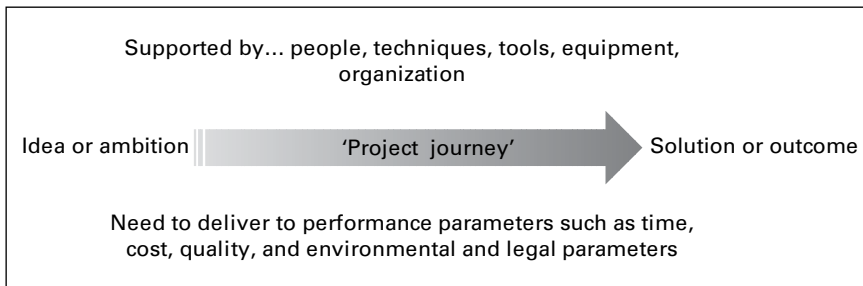 Supported by… people, techniques, tools, equipment,
organization
Idea or ambition
‘Project journey’
Solution or outcome
Need to deliver to performance parameters such as time,
cost, quality, and environmental and legal parameters